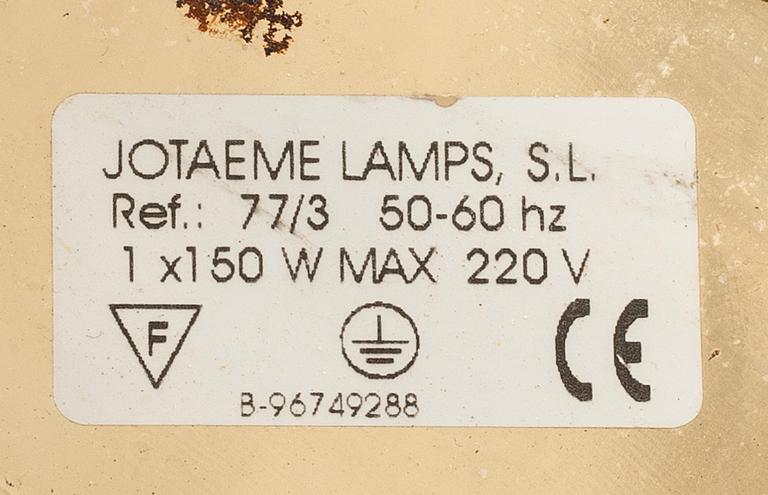 JOTAEME LAMPS, S.L.
Ref.: 77/3 50-60 hz
1 x150 W MAX 220 V
F
CE
B-96749288